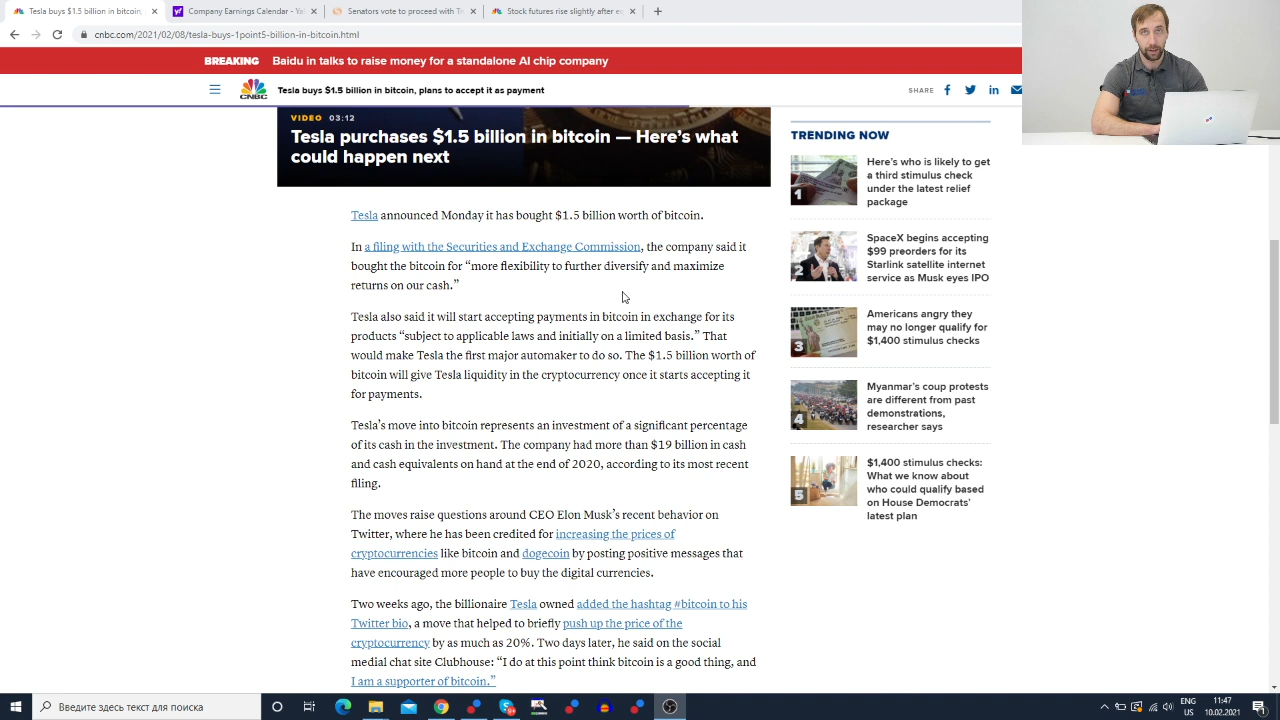 Tesla buys $1.5 billion in bitcoin,
Company Earnings Calendar - Ya
Senators vote to proceed with Tr
Stock futures rise slightly after eq
cnbc.com/2021/02/08/tesla-buys-1point5-billion-in-bitcoin.html
BREAKING Baidu in talks to raise money for a standalone AI chip company
CNBC
Tesla buys $1.5 billion in bitcoin, plans to accept it as payment
SHARE
VIDEO 03:12
Tesla purchases $1.5 billion in bitcoin — Here's what
could happen next
Tesla announced Monday it has bought $1.5 billion worth of bitcoin.
In a filing with the Securities and Exchange Commission, the company said it
bought the bitcoin for “more flexibility to further diversify and maximize
returns on our cash.”
Tesla also said it will start accepting payments in bitcoin in exchange for its
products “subject to applicable laws and initially on a limited basis.” That
would make Tesla the first major automaker to do so. The $1.5 billion worth of
bitcoin will give Tesla liquidity in the cryptocurrency once it starts accepting it
for payments.
Tesla’s move into bitcoin represents an investment of a significant percentage
of its cash in the investment. The company had more than $19 billion in cash
and cash equivalents on hand at the end of 2020, according to its most recent
filing.
The moves raise questions around CEO Elon Musk’s recent behavior on
Twitter, where he has been credited for increasing the prices of
cryptocurrencies like bitcoin and dogecoin by posting positive messages that
have encouraged more people to buy the digital currencies.
Two weeks ago, the billionaire Tesla owned added the hashtag #bitcoin to his
Twitter bio, a move that helped to briefly push up the price of the
cryptocurrency by as much as 20%. Two days later, he said on the social
medial chat site Clubhouse: “I do at this point think bitcoin is a good thing, and
I am a supporter of bitcoin.”
TRENDING NOW
1
Here's who is likely to get
a third stimulus check
under the latest relief
package
2
SpaceX begins accepting
$99 preorders for its
Starlink satellite internet
service as Musk eyes IPO
3
Americans angry they
may no longer qualify for
$1,400 stimulus checks
4
Myanmar's coup protests
are different from past
demonstrations,
researcher says
5
$1,400 stimulus checks:
What we know about
who could qualify based
on House Democrats'
latest plan
Введите здесь текст для поиска
ENG
US
11:47
10.02.2021